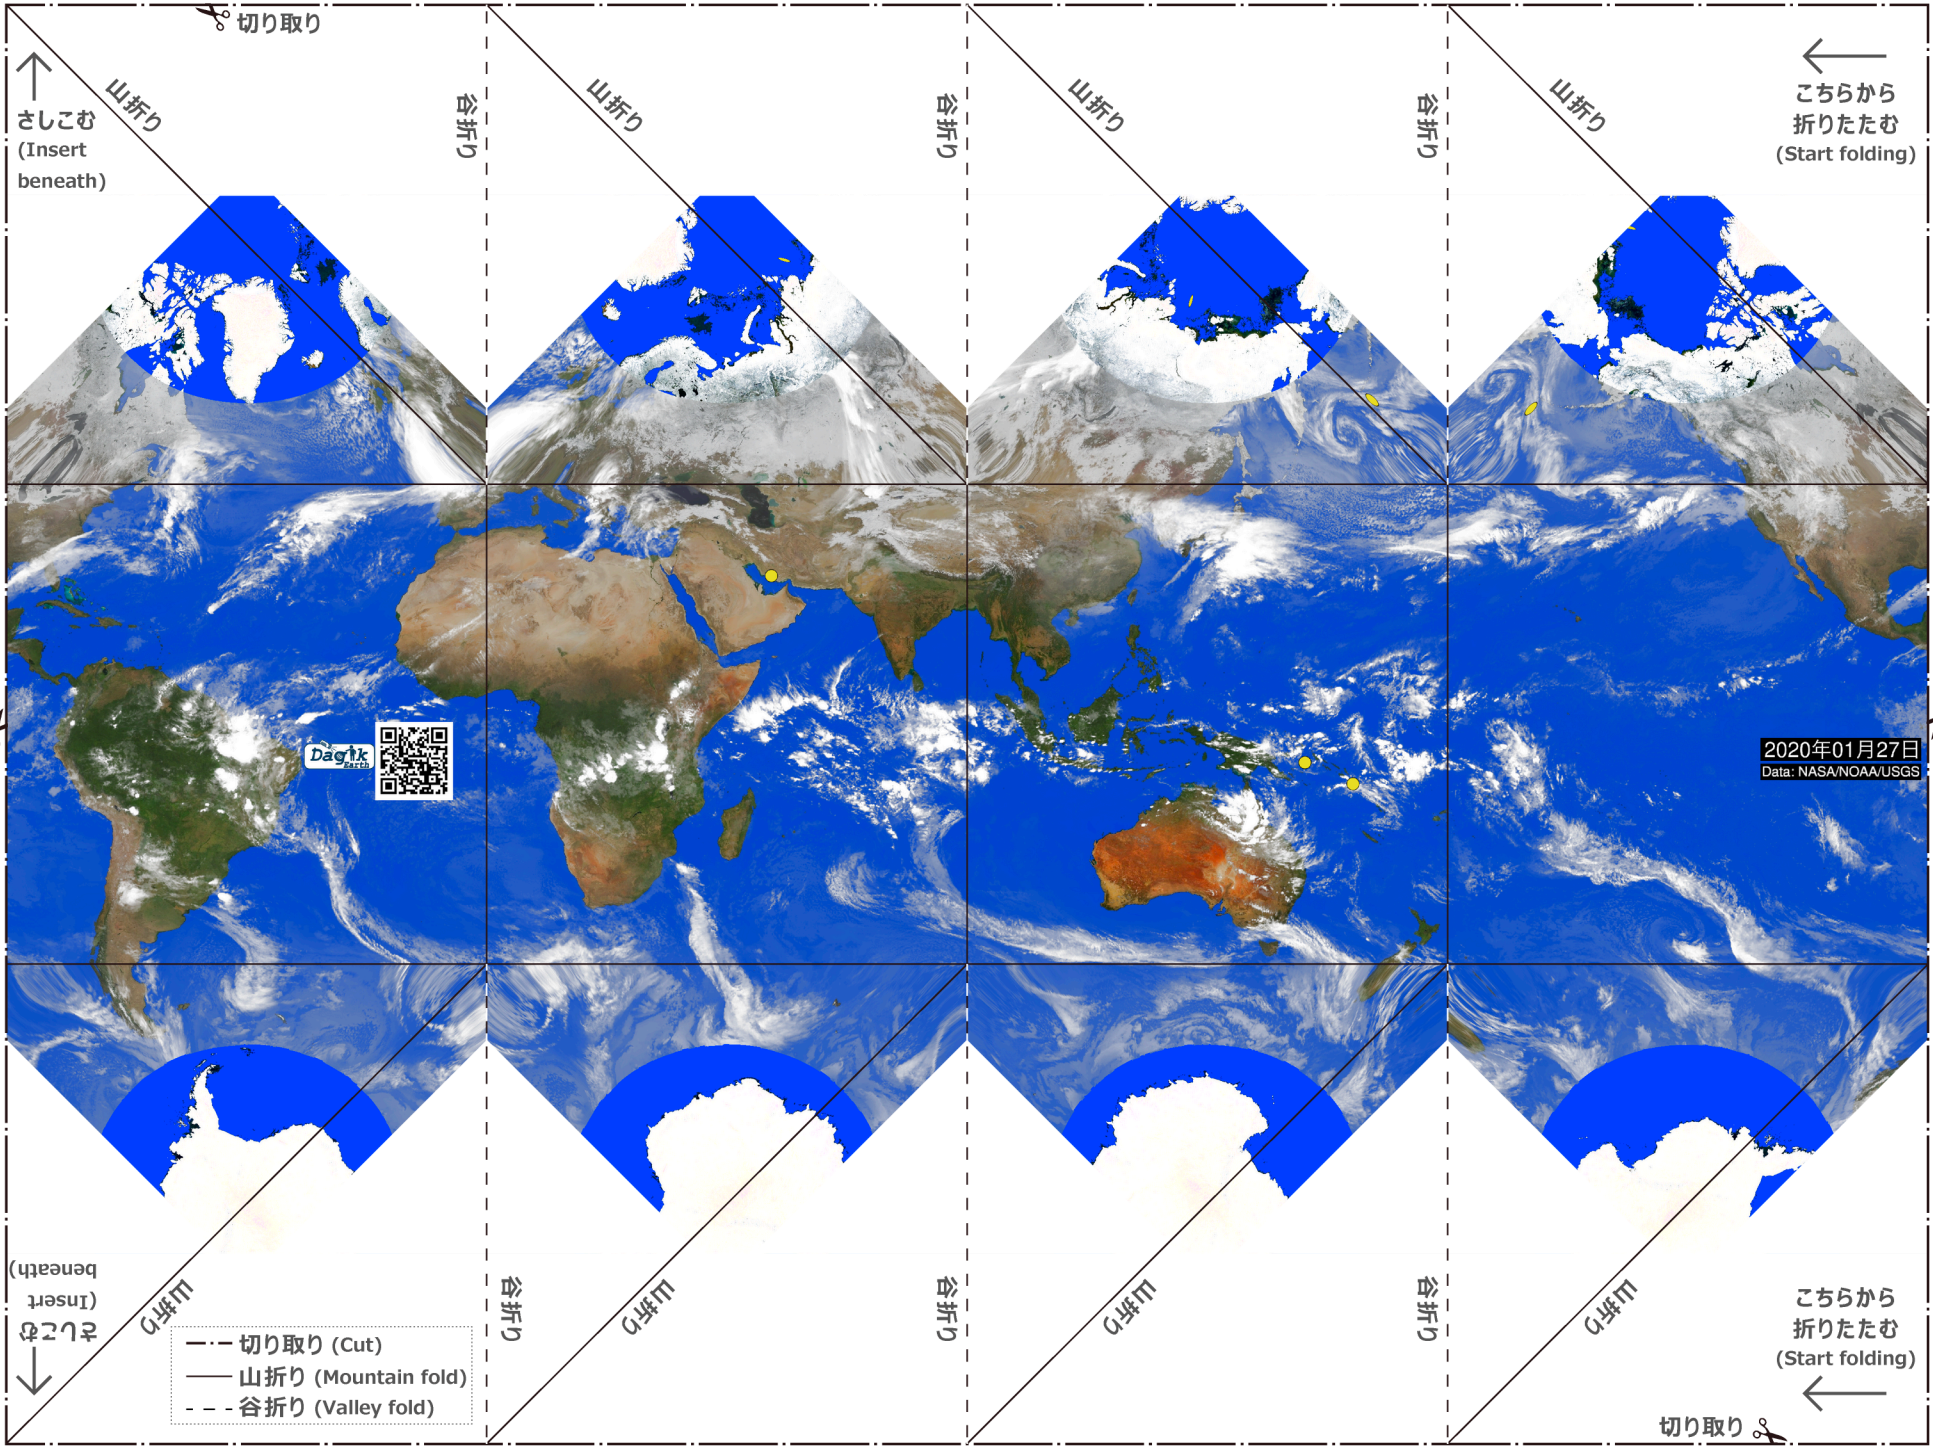 切り取り
山折り
谷折り
山折り
谷折り
山折り
谷折り
山折り
さしこむ
(Insert
beneath)
こちらから
折りたたむ
(Start folding)
Dagik
Earth
2020年01月27日
Data: NASA/NOAA/USGS
さしこむ
(Insert
beneath)
山折り
谷折り
山折り
谷折り
山折り
谷折り
山折り
こちらから
折りたたむ
(Start folding)
切り取り (Cut)
山折り (Mountain fold)
谷折り (Valley fold)
切り取り